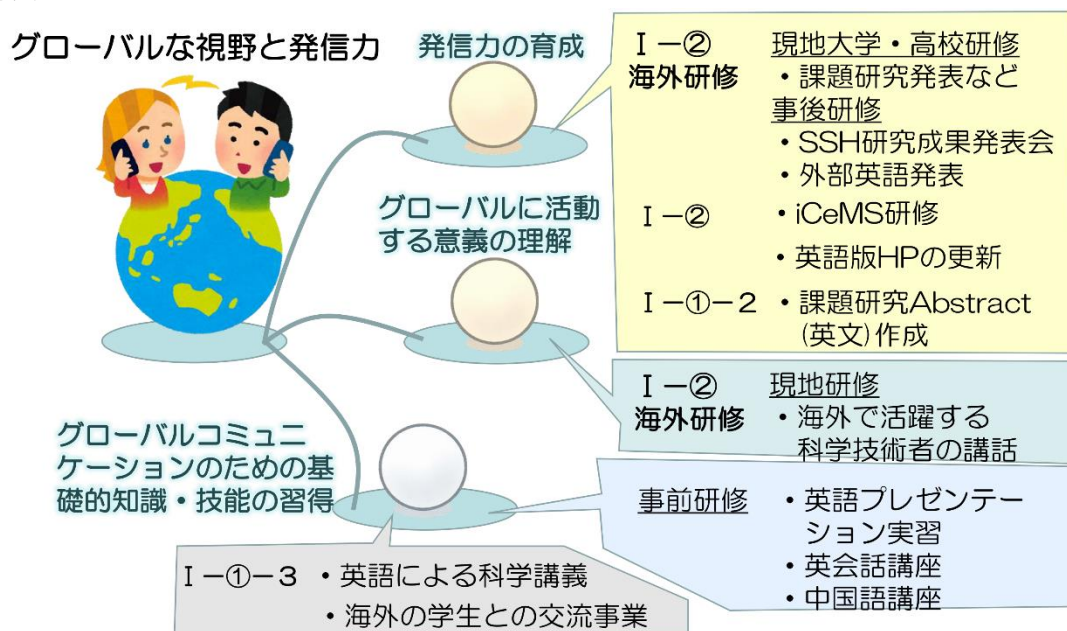 グローバルな視野と発信力
発信力の育成
Ⅰ－② 現地大学・高校研修
海外研修 ・課題研究発表など
事後研修
・SSH研究成果発表会
・外部英語発表
Ⅰ－② ・iCeMS研修
・英語版HPの更新
Ⅰ－①－２ ・課題研究Abstract
(英文)作成
グローバルに活動
する意義の理解
Ⅰ－② 現地研修
海外研修 ・海外で活躍する
科学技術者の講話
グローバルコミュニ
ケーションのための基
礎的知識・技能の習得
事前研修 ・英語プレゼンテー
ション実習
・英会話講座
・中国語講座
Ⅰ－①－３ ・英語による科学講義
・海外の学生との交流事業